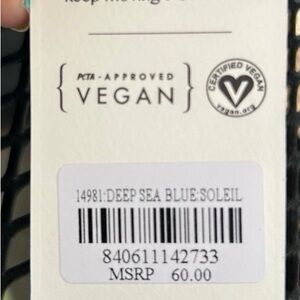 PETA - APPROVED
VEGAN
CERTIFIED VEGAN
vegan.org
14981:DEEP SEA BLUE:SOLEIL
840611142733
MSRP 60.00